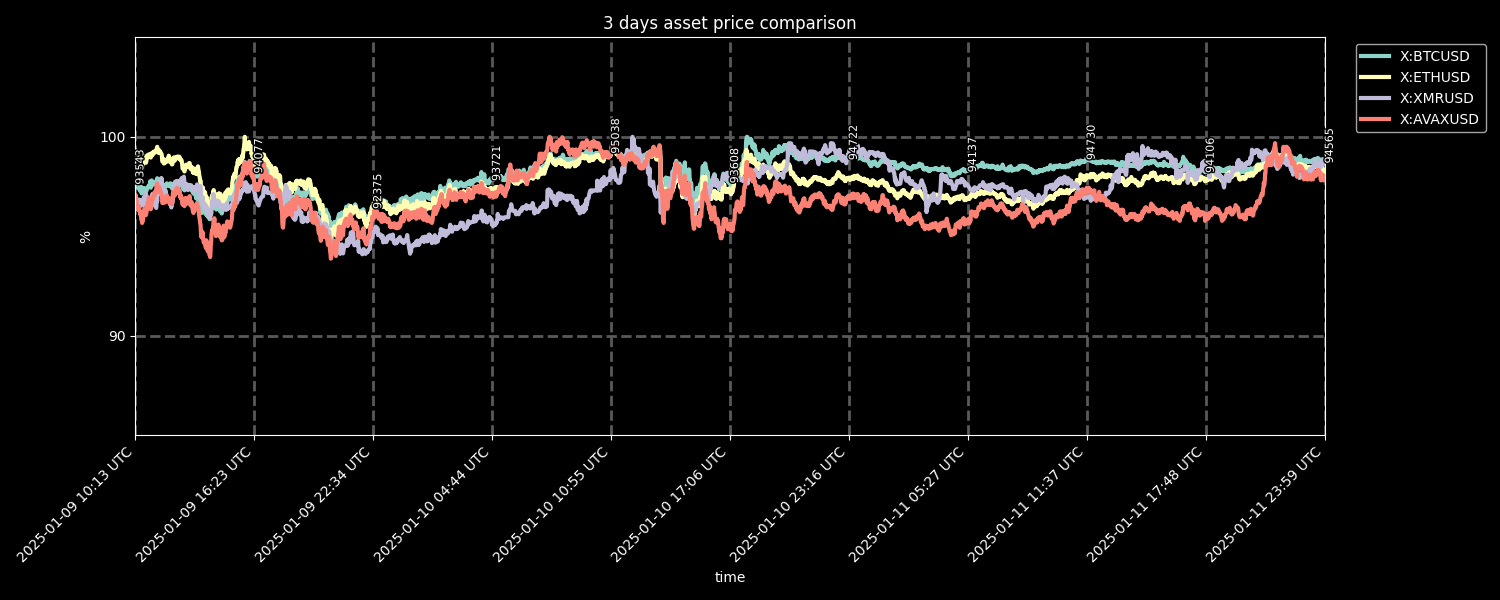 3 days asset price comparison
X:BTCUSD
X:ETHUSD
X:XMRUSD
X:AVAXUSD
100
90
%
93543
94077
92375
93721
95038
93608
94722
94137
94730
94106
94565
2025-01-09 10:13 UTC
2025-01-09 16:23 UTC
2025-01-09 22:34 UTC
2025-01-10 04:44 UTC
2025-01-10 10:55 UTC
2025-01-10 17:06 UTC
2025-01-10 23:16 UTC
2025-01-11 05:27 UTC
2025-01-11 11:37 UTC
2025-01-11 17:48 UTC
2025-01-11 23:59 UTC
time